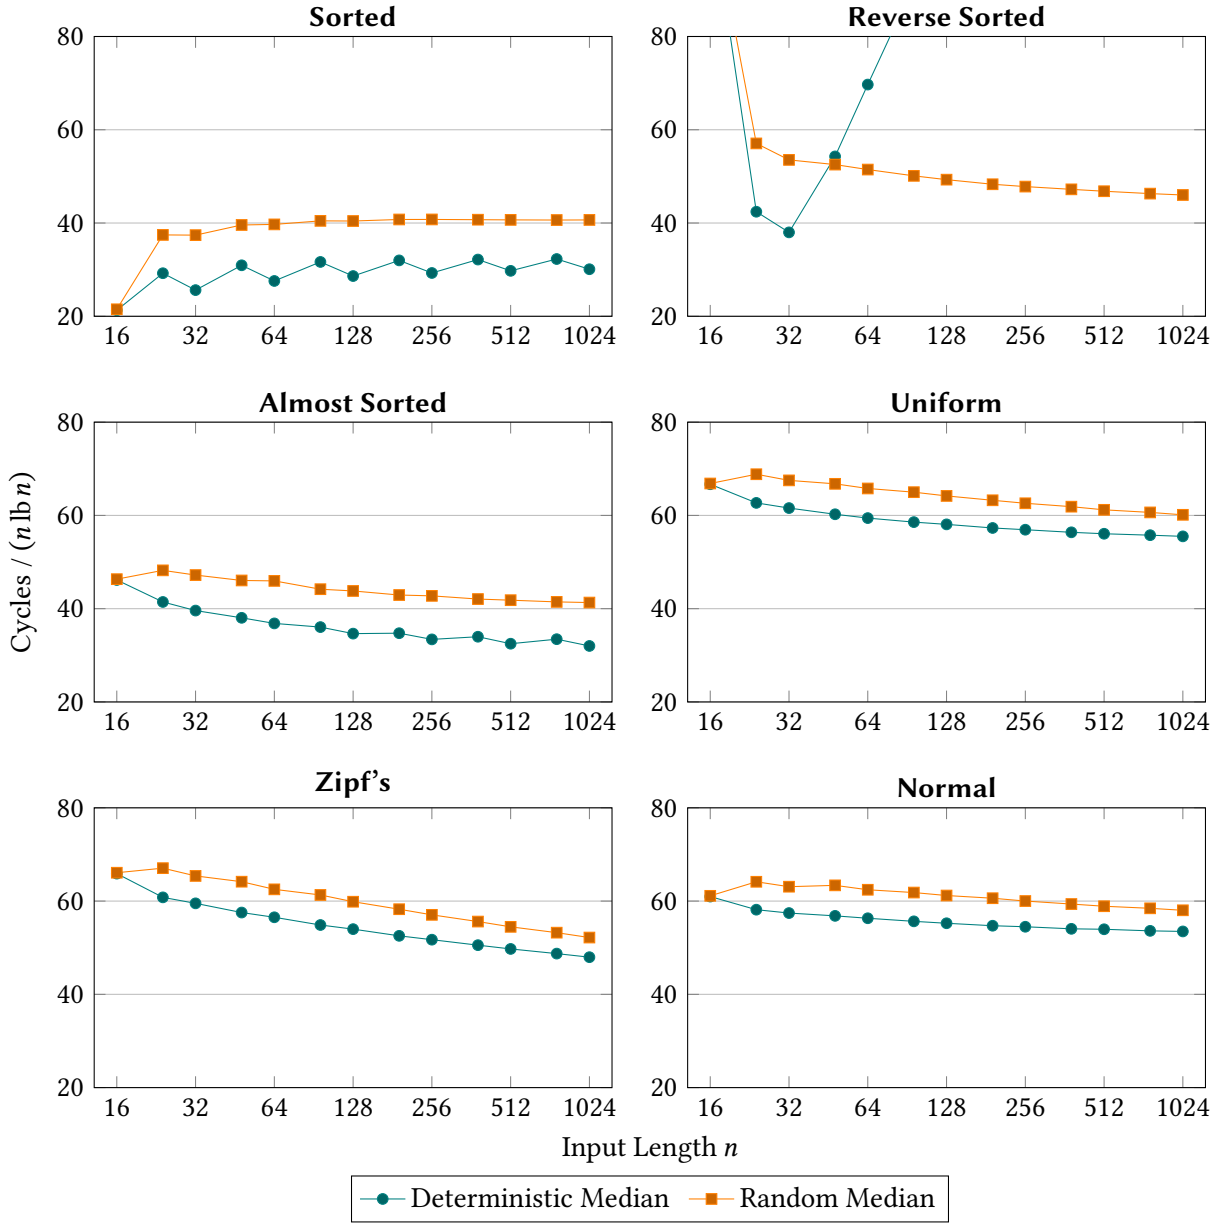 Sorted
80
60
40
20
16 32 64 128 256 512 1024
Reverse Sorted
80
60
40
20
16 32 64 128 256 512 1024
Almost Sorted
80
60
40
20
16 32 64 128 256 512 1024
Uniform
80
60
40
20
16 32 64 128 256 512 1024
Cycles / (n lb n)
Zipf's
80
60
40
20
16 32 64 128 256 512 1024
Normal
80
60
40
20
16 32 64 128 256 512 1024
Input Length n
Deterministic Median Random Median